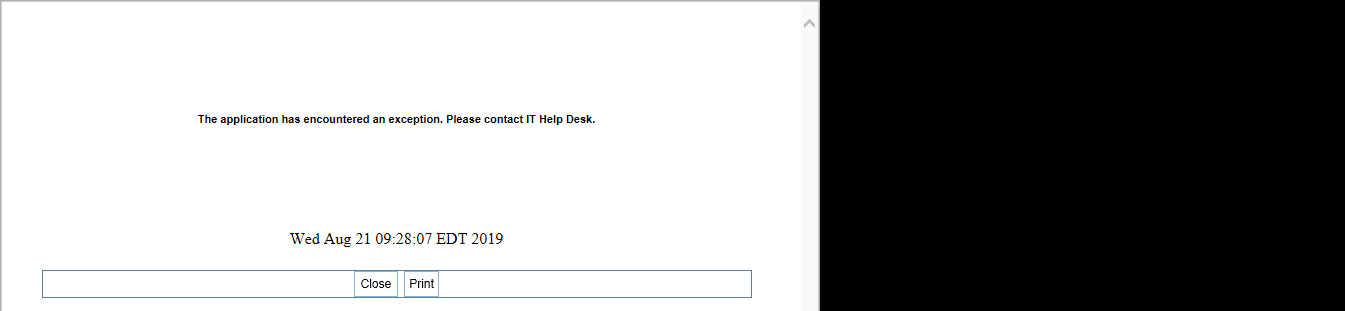 The application has encountered an exception. Please contact IT Help Desk.
Wed Aug 21 09:28:07 EDT 2019
Close Print